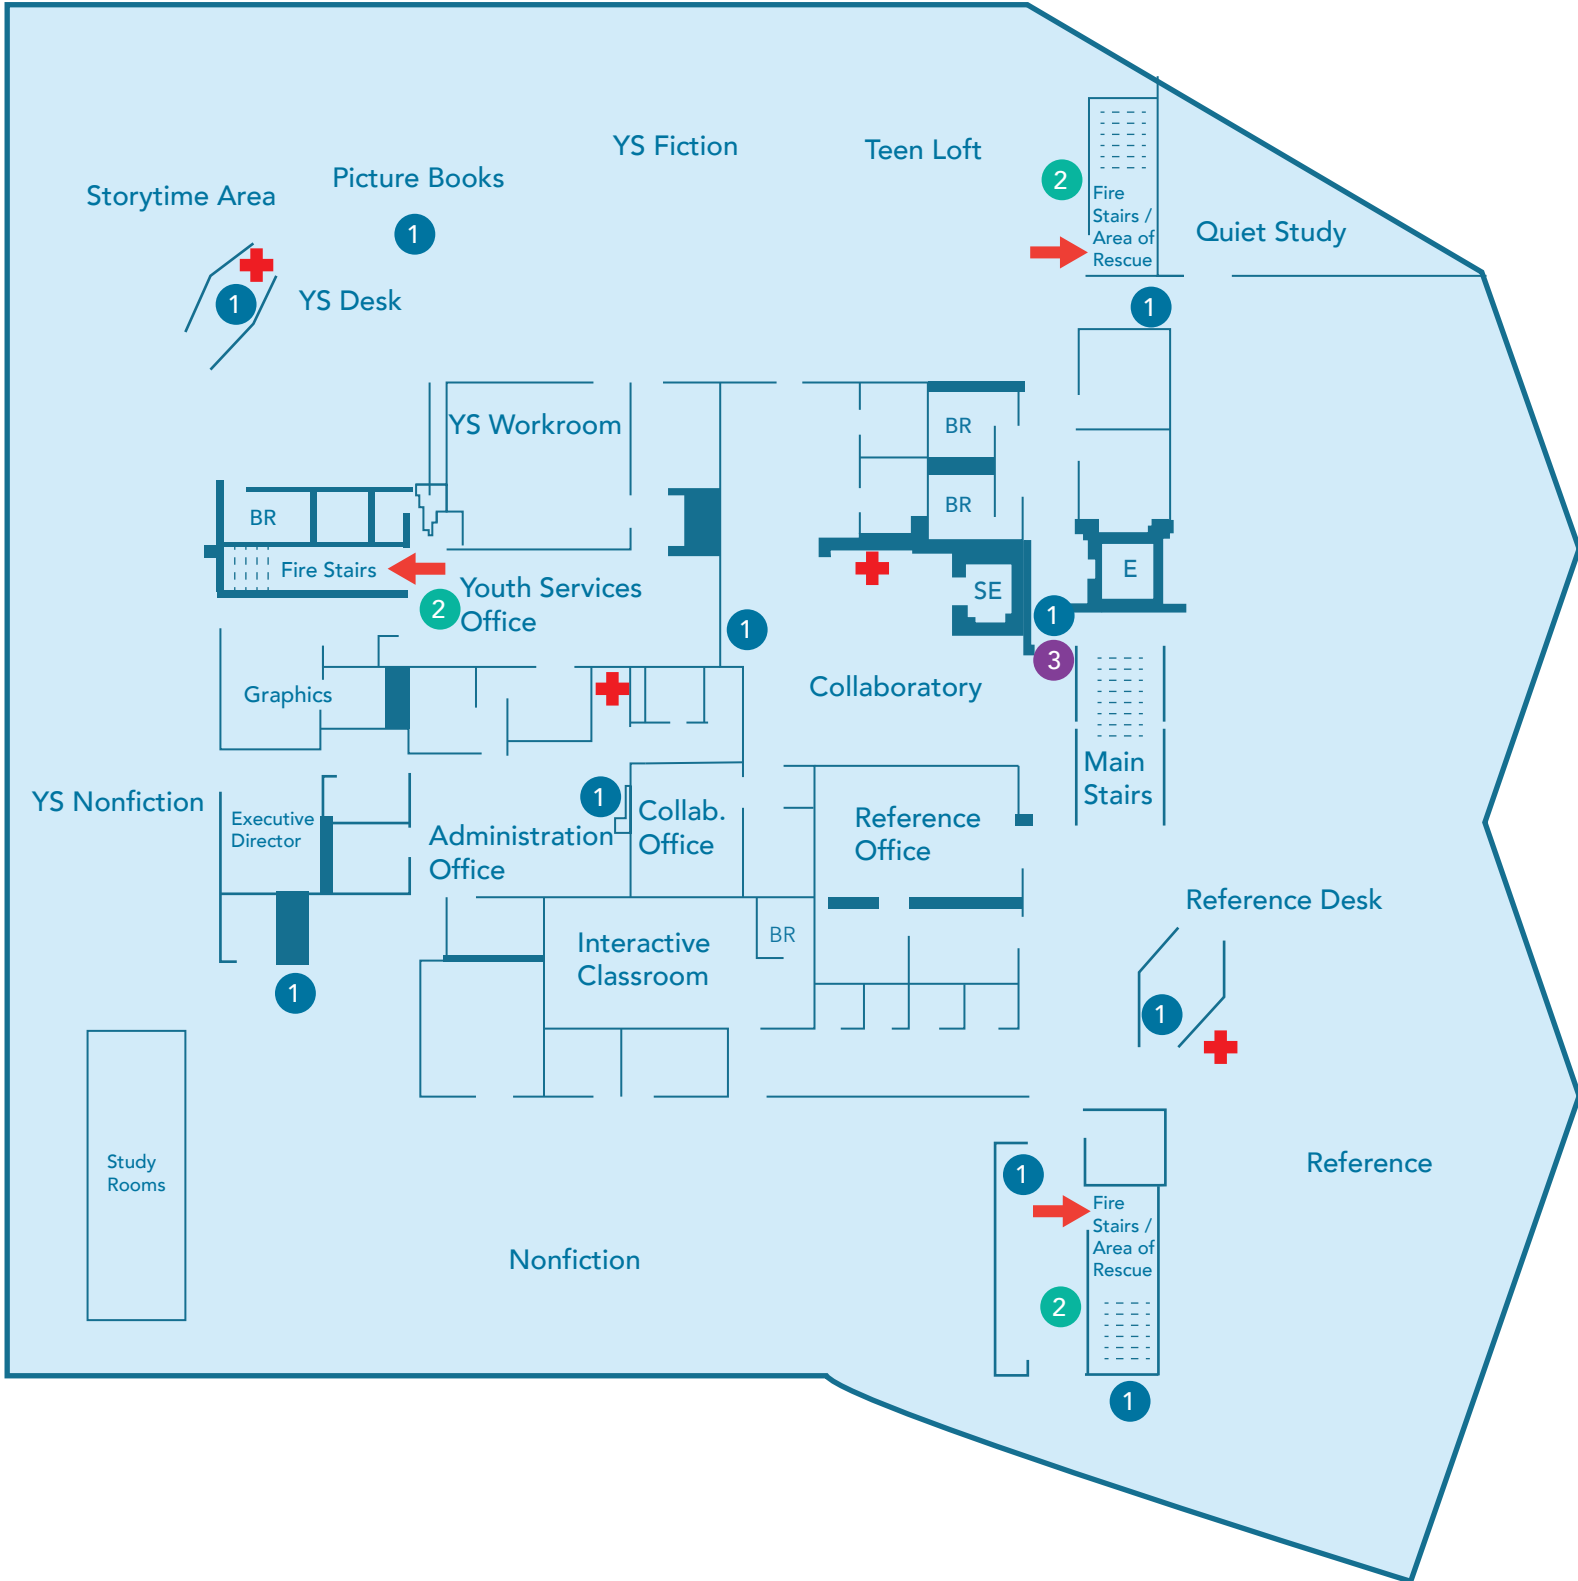 YS Fiction
Teen Loft
Picture Books
Storytime Area
1
2
Fire
Stairs /
Area of
Rescue
Quiet Study
YS Desk
1
1
YS Workroom
BR
BR
BR
Fire Stairs
2
Youth Services
Office
SE
E
1
1
3
Collaboratory
Graphics
Main
Stairs
YS Nonfiction
Executive
Director
1
Administration
Office
Collab.
Office
Reference
Office
Reference Desk
Interactive
Classroom
BR
1
1
Study
Rooms
1
Fire
Stairs /
Area of
Rescue
Reference
Nonfiction
2
1